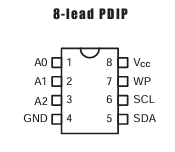 8-lead PDIP
A0 1 8 Vcc
A1 2 7 WP
A2 3 6 SCL
GND 4 5 SDA